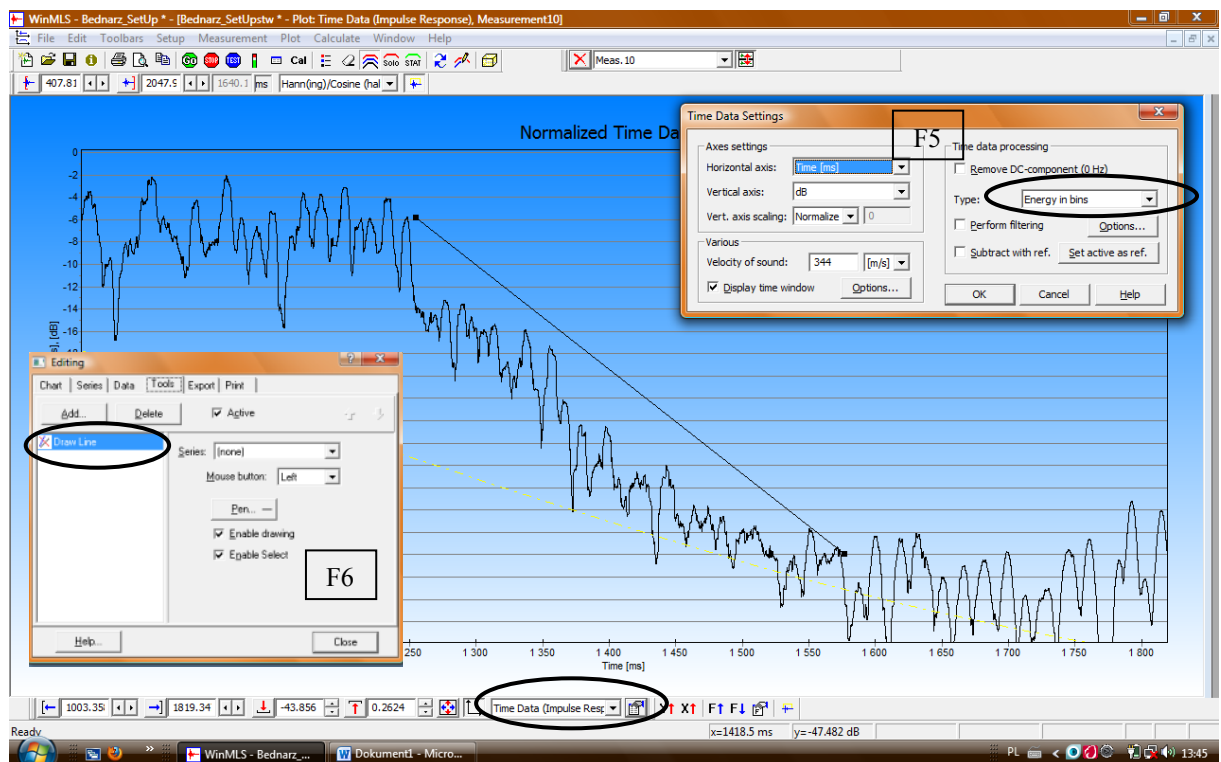 WinMLS - Bednarz_SetUp * - [Bednarz_SetUpstw * - Plot: Time Data (Impulse Response), Measurement10]
File Edit Toolbars Setup Measurement Plot Calculate Window Help
GO STOP TEST Cal Solo STAT Meas. 10
407.81 2047.9 1640.1 ms Hann(ing)/Cosine (hal
Normalized Time Da
0
-2
-4
-6
-8
-10
-12
-14
-16
[dB]
Time Data Settings
F5
Axes settings
Horizontal axis: Time [ms]
Vertical axis: dB
Vert. axis scaling: Normalize 0
Various
Velocity of sound: 344 [m/s]
Display time window Options...
Time data processing
Remove DC-component (0 Hz)
Type: Energy in bins
Perform filtering Options...
Subtract with ref. Set active as ref.
OK Cancel Help
Editing
Chart Series Data Tools Export Print
Add... Delete Active
Draw Line
Series: (none)
Mouse button: Left
Pen...
Enable drawing
Enable Select
F6
Help... Close
250 1 300 1 350 1 400 1 450 1 500 1 550 1 600 1 650 1 700 1 750 1 800
Time [ms]
1003.35 1819.34 -43.856 0.2624 Time Data (Impulse Resp X↑ F↑ F↓
Ready x=1418.5 ms y=-47.482 dB
WinMLS - Bednarz_... Dokument1 - Micro... PL 13:45